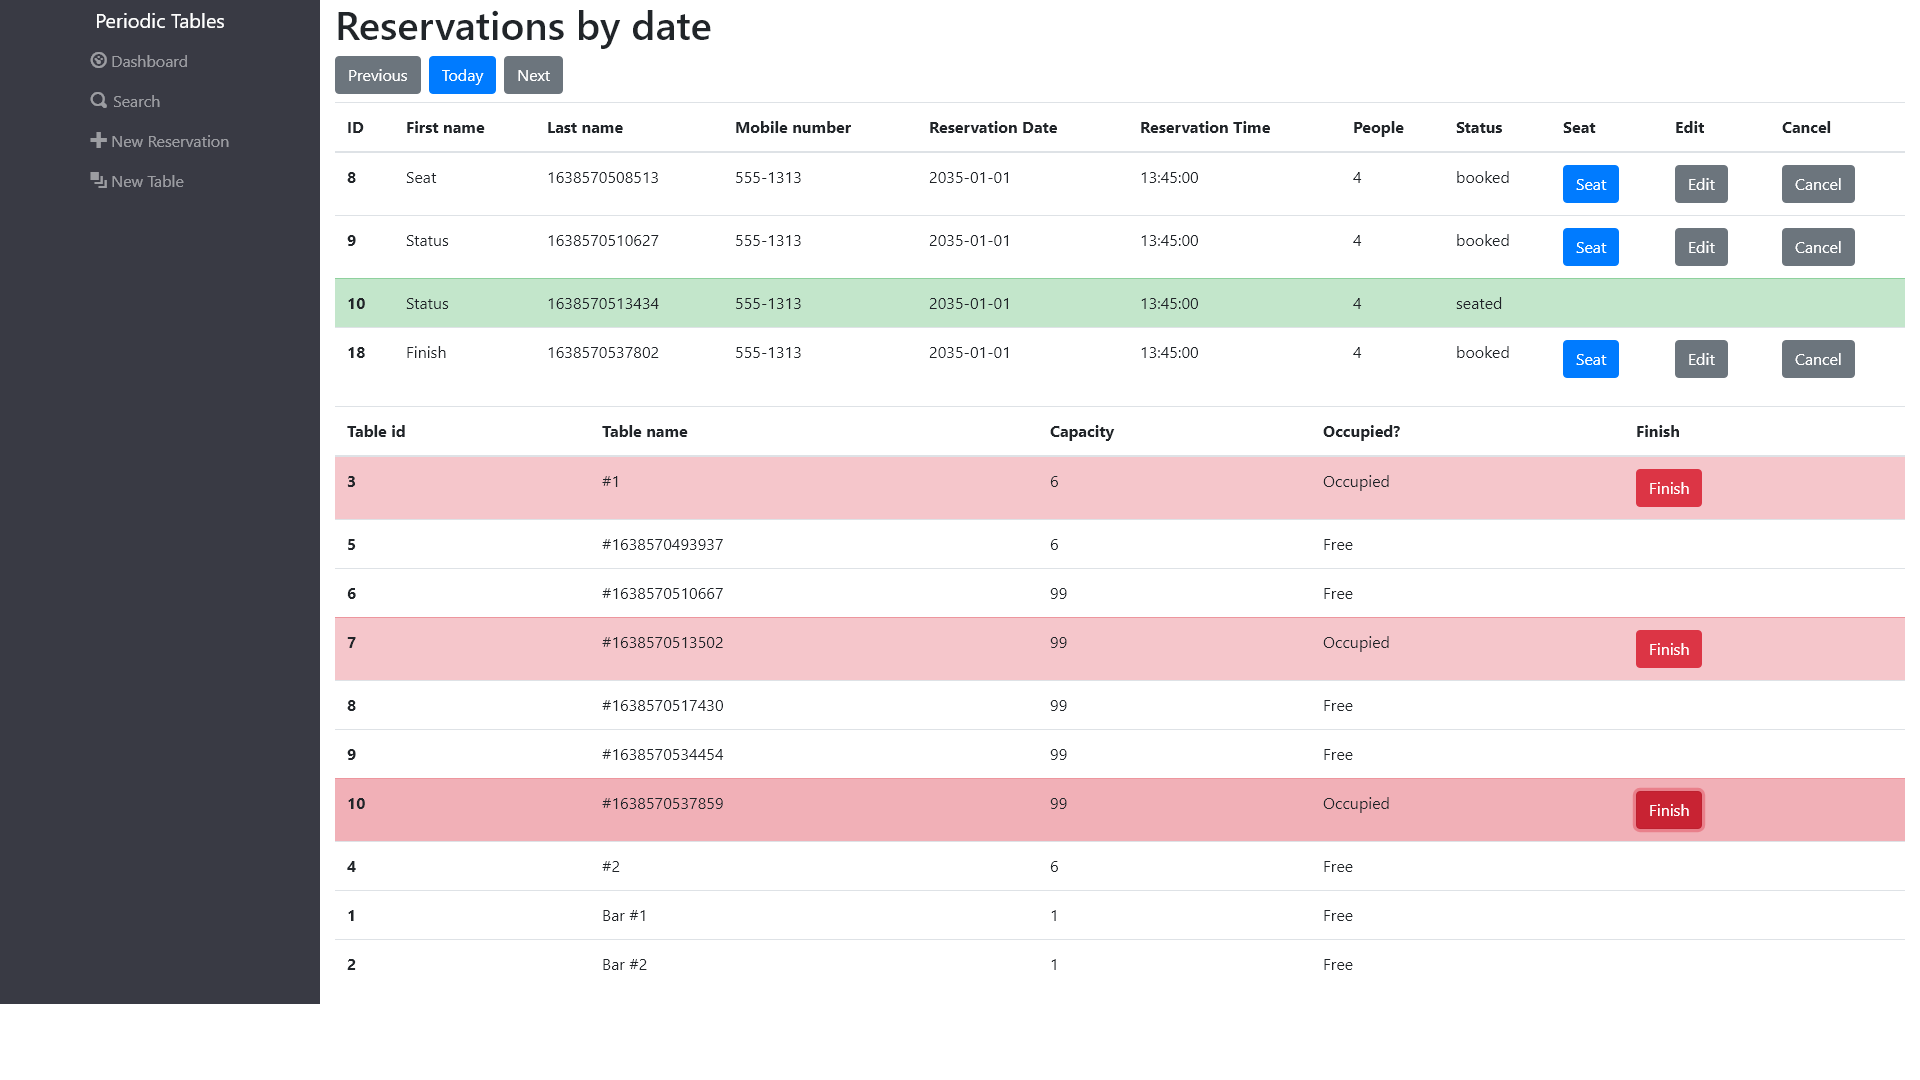 Periodic Tables
Dashboard
Search
New Reservation
New Table
Reservations by date
Previous Today Next
ID First name Last name Mobile number Reservation Date Reservation Time People Status Seat Edit Cancel
8 Seat 1638570508513 555-1313 2035-01-01 13:45:00 4 booked Seat Edit Cancel
9 Status 1638570510627 555-1313 2035-01-01 13:45:00 4 booked Seat Edit Cancel
10 Status 1638570513434 555-1313 2035-01-01 13:45:00 4 seated
18 Finish 1638570537802 555-1313 2035-01-01 13:45:00 4 booked Seat Edit Cancel
Table id Table name Capacity Occupied? Finish
3 #1 6 Occupied Finish
5 #1638570493937 6 Free
6 #1638570510667 99 Free
7 #1638570513502 99 Occupied Finish
8 #1638570517430 99 Free
9 #1638570534454 99 Free
10 #1638570537859 99 Occupied Finish
4 #2 6 Free
1 Bar #1 1 Free
2 Bar #2 1 Free